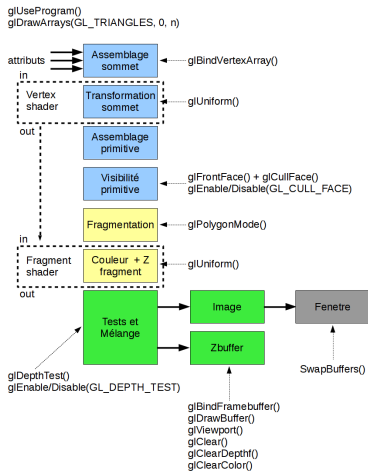 glUseProgram()
glDrawArrays(GL_TRIANGLES, 0, n)
attributs
Assemblage
sommet
glBindVertexArray()
in
Vertex
shader
Transformation
sommet
glUniform()
out
Assemblage
primitive
Visibilité
primitive
glFrontFace() + glCullFace()
glEnable/Disable(GL_CULL_FACE)
Fragmentation
glPolygonMode()
in
Fragment
shader
Couleur + Z
fragment
glUniform()
out
Tests et
Mélange
Image
Fenetre
Zbuffer
glDepthTest()
glEnable/Disable(GL_DEPTH_TEST)
SwapBuffers()
glBindFramebuffer()
glDrawBuffer()
glViewport()
glClear()
glClearDepthf()
glClearColor()